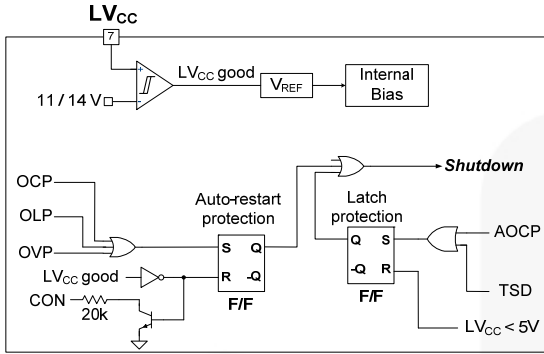 LVCC
7
+
LVCC good
VREF
Internal
Bias
11 / 14 V
-
Shutdown
OCP
Auto-restart
protection
Latch
protection
OLP
OVP
S Q
Q S
AOCP
LVCC good
R -Q
-Q R
CON
20k
F/F
F/F
TSD
LVCC < 5V